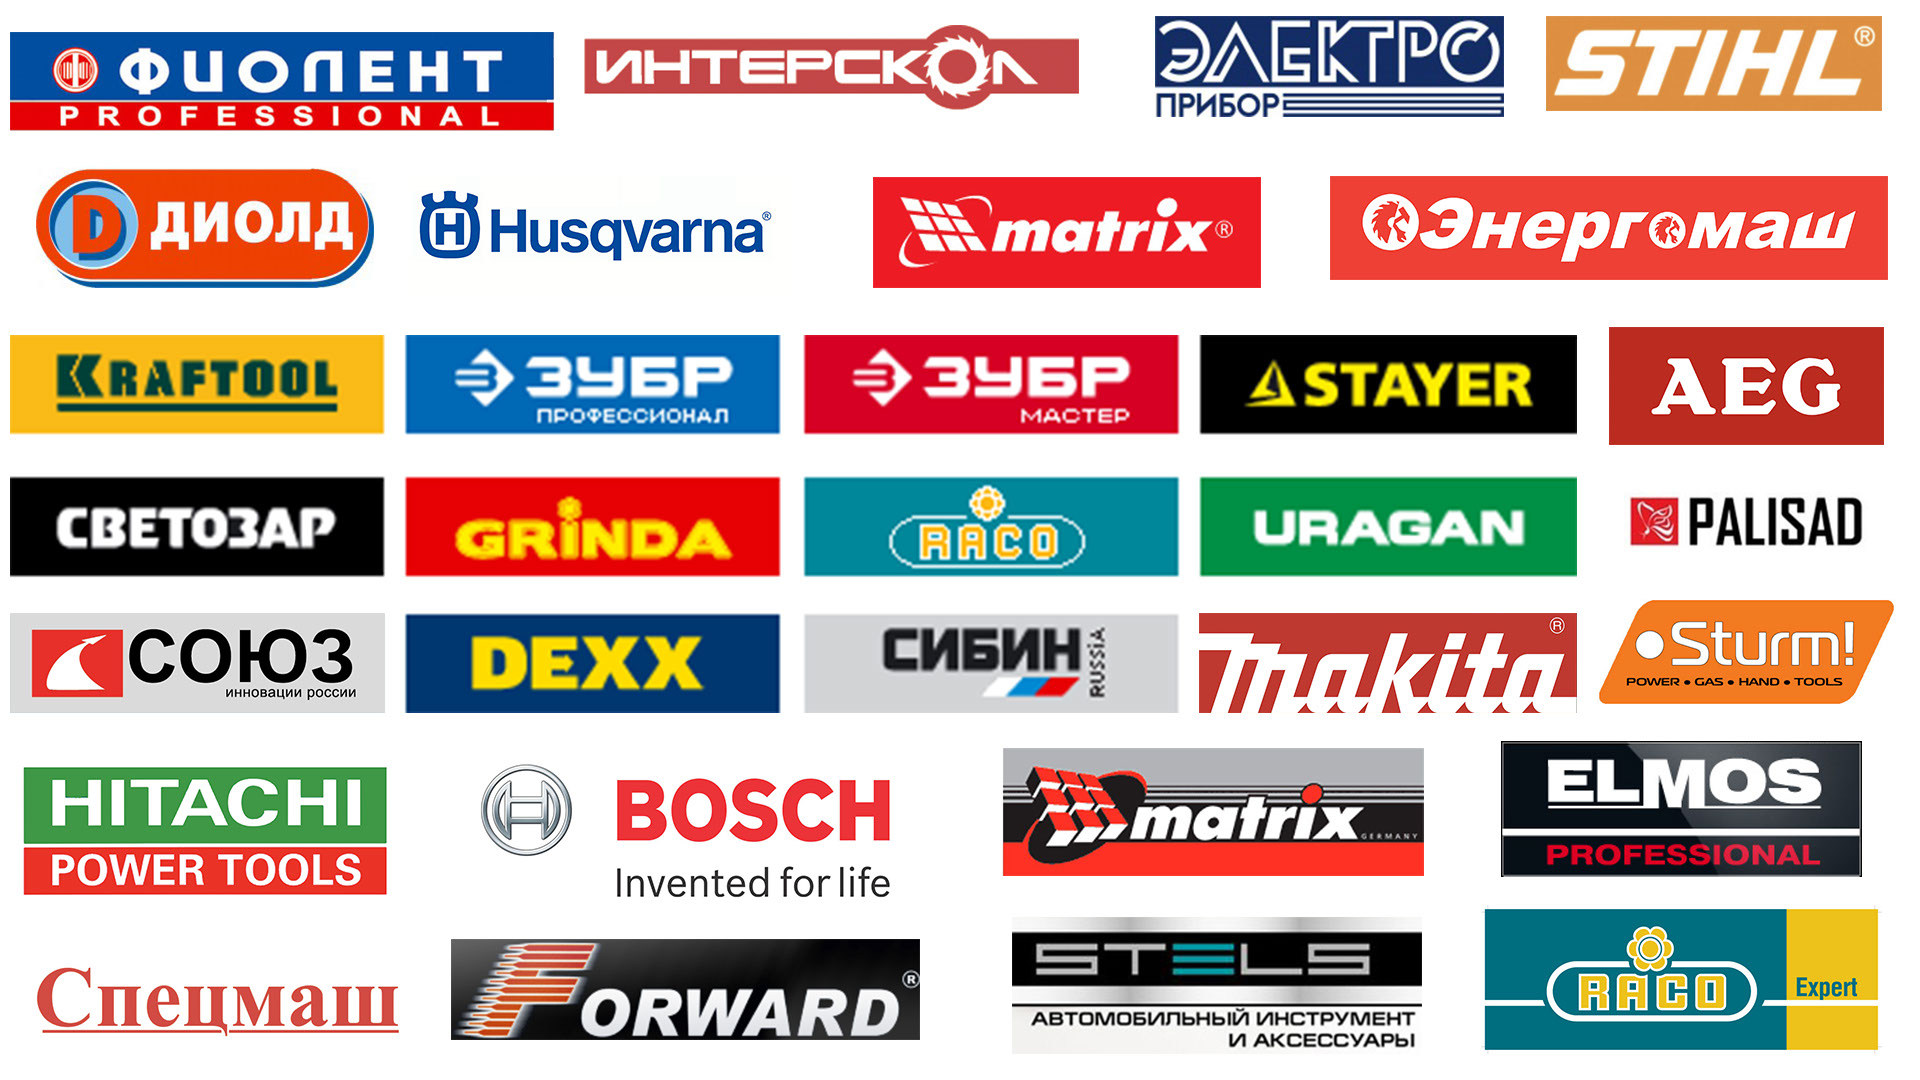 ФИОЛЕНТ
PROFESSIONAL
ИНТЕРСКОЛ
ЭЛЕКТРО
ПРИБОР
STIHL®
D ДИОЛД
H Husqvarna®
matrix®
Энергомаш
KRAFTOOL
ЗУБР
ПРОФЕССИОНАЛ
ЗУБР
МАСТЕР
STAYER
AEG
СВЕТОЗАР
GRINDA
RACO
URAGAN
PALISAD
СОЮЗ
инновации россии
DEXX
СИБИН
RUSSiA
makita®
Sturm!
POWER • GAS • HAND • TOOLS
HITACHI
POWER TOOLS
BOSCH
Invented for life
matrix
GERMANY
ELMOS
PROFESSIONAL
Спецмаш
FORWARD®
STELS
АВТОМОБИЛЬНЫЙ ИНСТРУМЕНТ
И АКСЕССУАРЫ
RACO
Expert